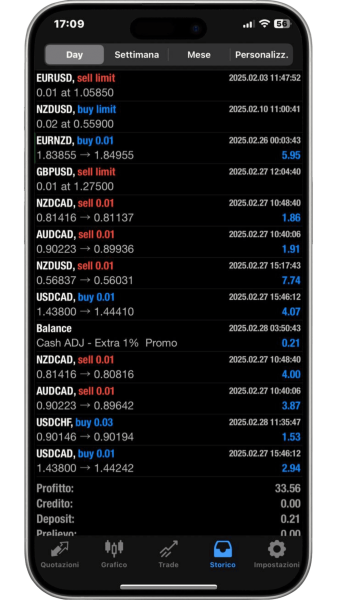 17:09
56
Day Settimana Mese Personalizz.
EURUSD, sell limit 2025.02.03 11:47:52
0.01 at 1.05850
NZDUSD, buy limit 2025.02.10 11:00:41
0.02 at 0.55900
EURNZD, buy 0.01 2025.02.26 00:03:43
1.83855 → 1.84955 5.95
GBPUSD, sell limit 2025.02.27 12:04:40
0.01 at 1.27500
NZDCAD, sell 0.01 2025.02.27 10:48:40
0.81416 → 0.81137 1.86
AUDCAD, sell 0.01 2025.02.27 10:40:06
0.90223 → 0.89936 1.91
NZDUSD, sell 0.01 2025.02.27 15:17:43
0.56837 → 0.56031 7.74
USDCAD, buy 0.01 2025.02.27 15:46:12
1.43800 → 1.44410 4.07
Balance 2025.02.28 03:50:43
Cash ADJ - Extra 1% Promo 0.21
NZDCAD, sell 0.01 2025.02.27 10:48:40
0.81416 → 0.80816 4.00
AUDCAD, sell 0.01 2025.02.27 10:40:06
0.90223 → 0.89642 3.87
USDCHF, buy 0.03 2025.02.28 11:35:47
0.90146 → 0.90194 1.53
USDCAD, buy 0.01 2025.02.27 15:46:12
1.43800 → 1.44242 2.94
Profitto: 33.56
Credito: 0.00
Deposit: 0.21
Prelievo: 0.00
Quotazioni Grafico Trade Storico Impostazioni